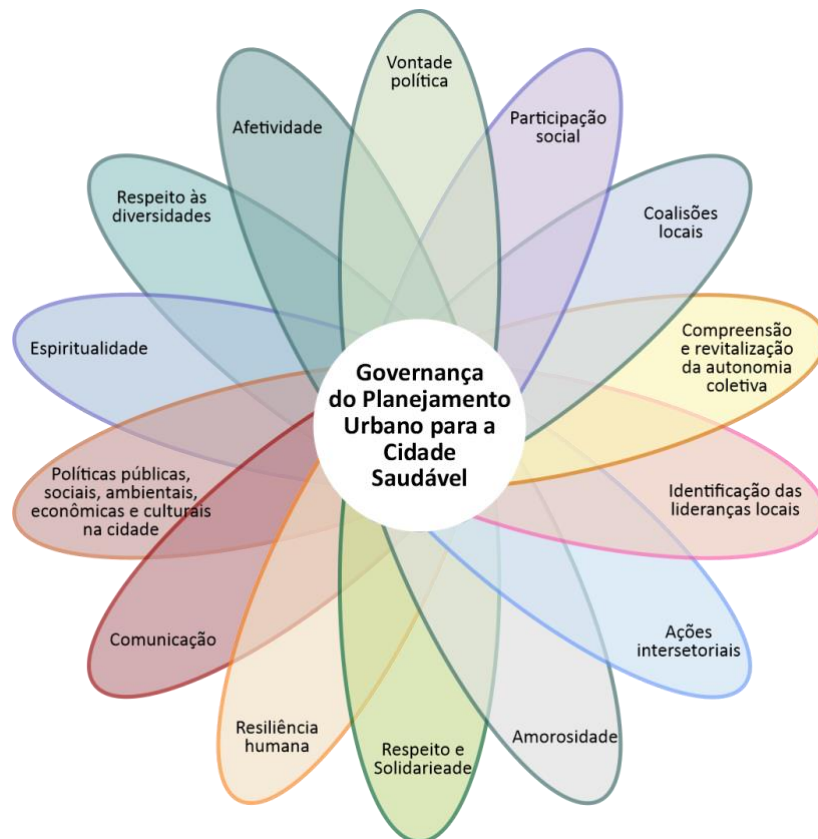 Vontade
política
Participação
social
Coalisões
locais
Compreensão
e revitalização
da autonomia
coletiva
Identificação das
lideranças locais
Ações
intersetoriais
Amorosidade
Respeito e
Solidarieade
Resiliência
humana
Comunicação
Políticas públicas,
sociais, ambientais,
econômicas e culturais
na cidade
Espiritualidade
Respeito às
diversidades
Afetividade
Governança
do Planejamento
Urbano para a
Cidade
Saudável